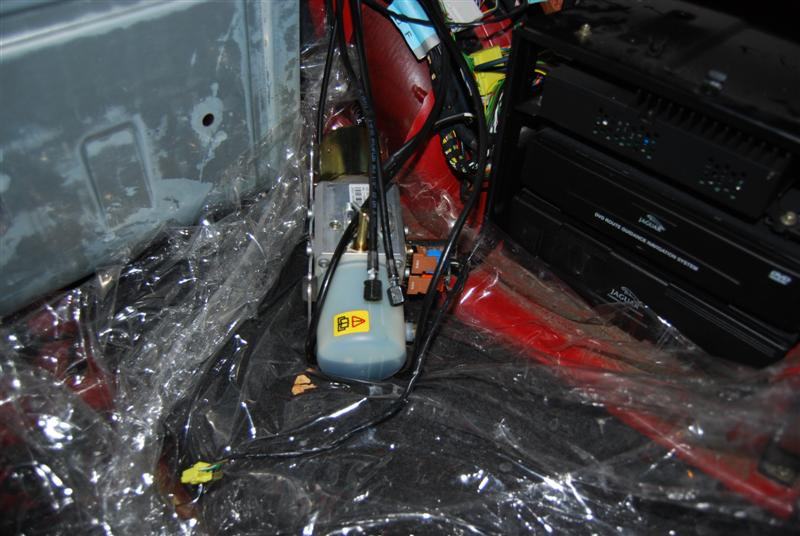 F
JAGUAR
DVD ROUTE GUIDANCE NAVIGATION SYSTEM
DVD
JAGUAR